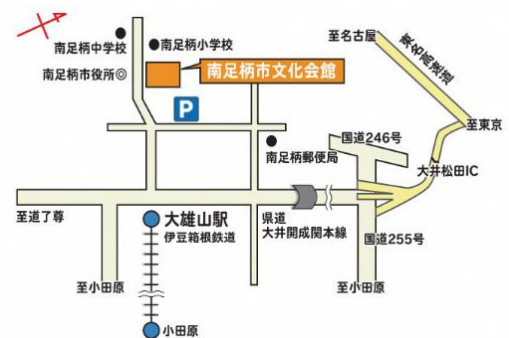 南足柄中学校
南足柄小学校
至名古屋
東名高速道
南足柄市役所◎
南足柄市文化会館
P
至東京
国道246号
南足柄郵便局
大井松田IC
至道了尊
大雄山駅
伊豆箱根鉄道
県道
大井開成関本線
国道255号
至小田原
至小田原
小田原